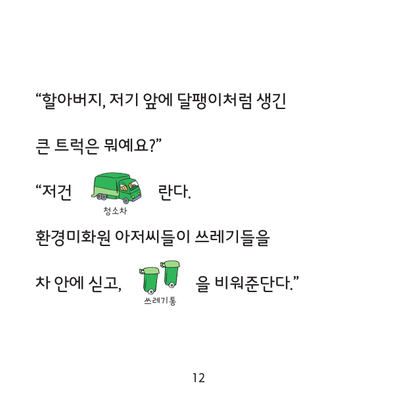 “할아버지, 저기 앞에 달팽이처럼 생긴
큰 트럭은 뭐예요?”
“저건 란다.
청소차
환경미화원 아저씨들이 쓰레기들을
차 안에 싣고, 을 비워준단다.”
쓰레기통
12